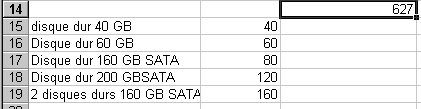 14 627
15 disque dur 40 GB 40
16 Disque dur 60 GB 60
17 Disque dur 160 GB SATA 80
18 Disque dur 200 GBSATA 120
19 2 disques durs 160 GB SATA 160